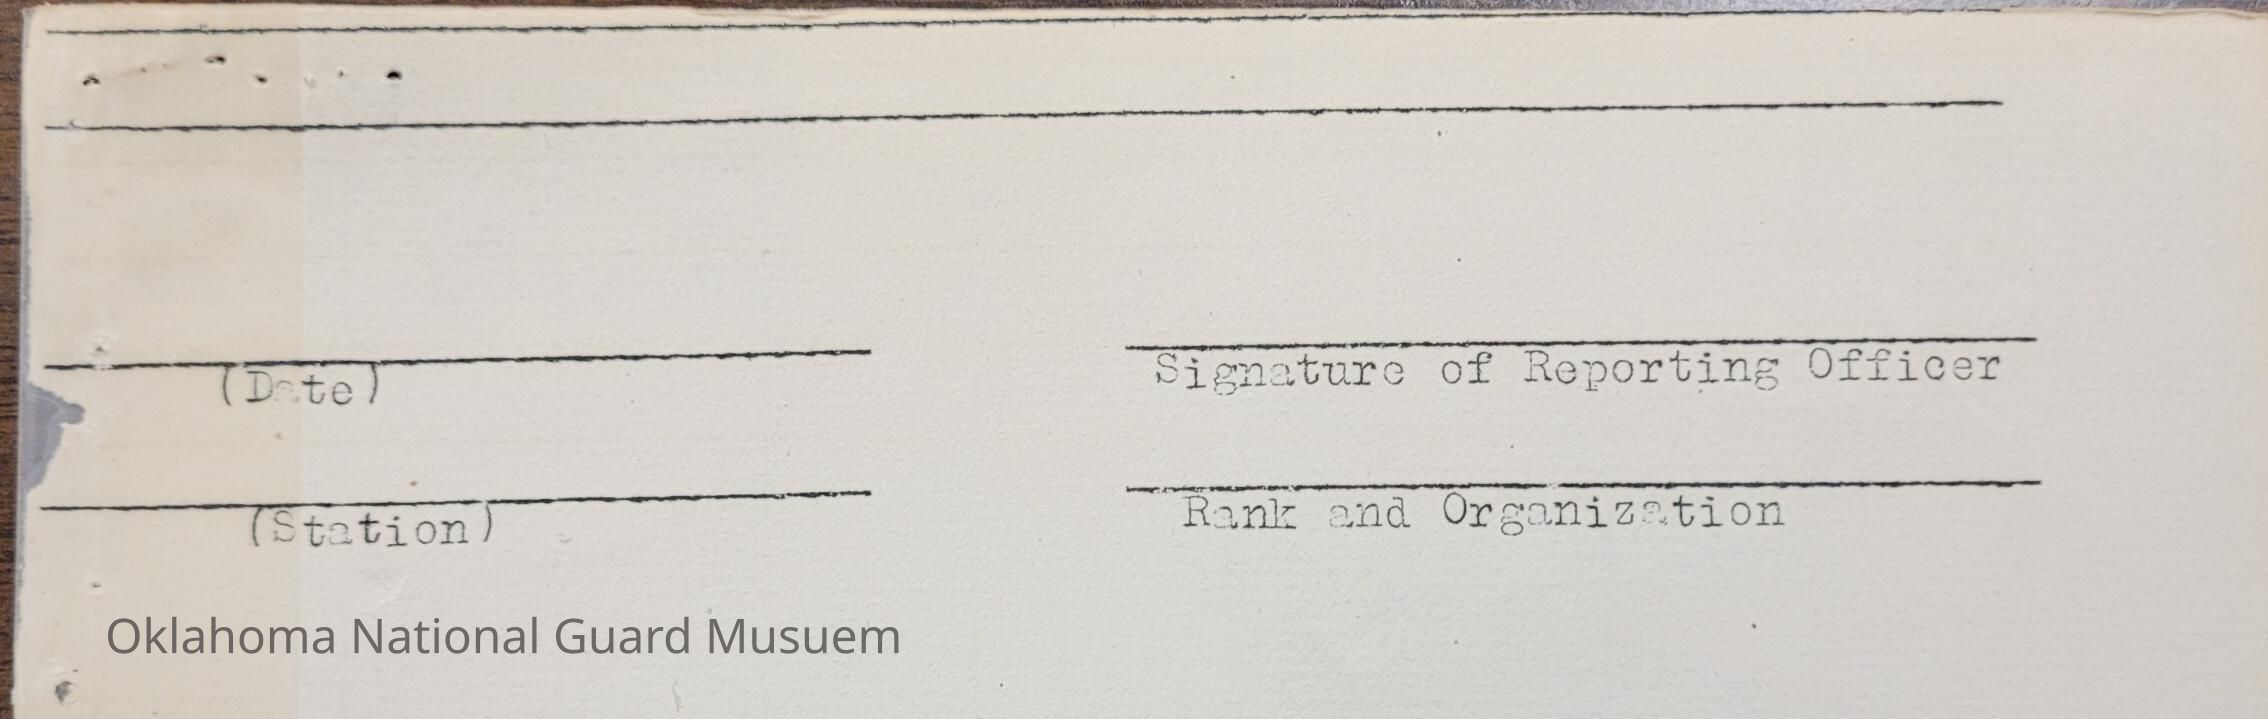 (Date)
Signature of Reporting Officer
(Station)
Rank and Organization
Oklahoma National Guard Musuem